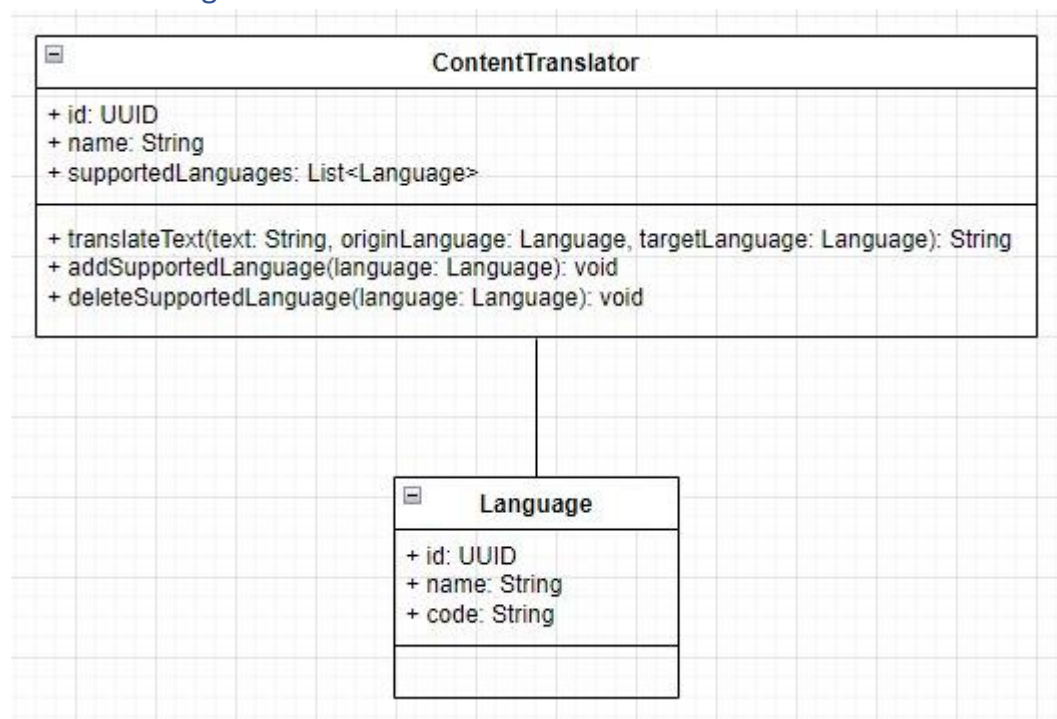 ContentTranslator
+ id: UUID
+ name: String
+ supportedLanguages: List<Language>
+ translateText(text: String, originLanguage: Language, targetLanguage: Language): String
+ addSupportedLanguage(language: Language): void
+ deleteSupportedLanguage(language: Language): void
Language
+ id: UUID
+ name: String
+ code: String